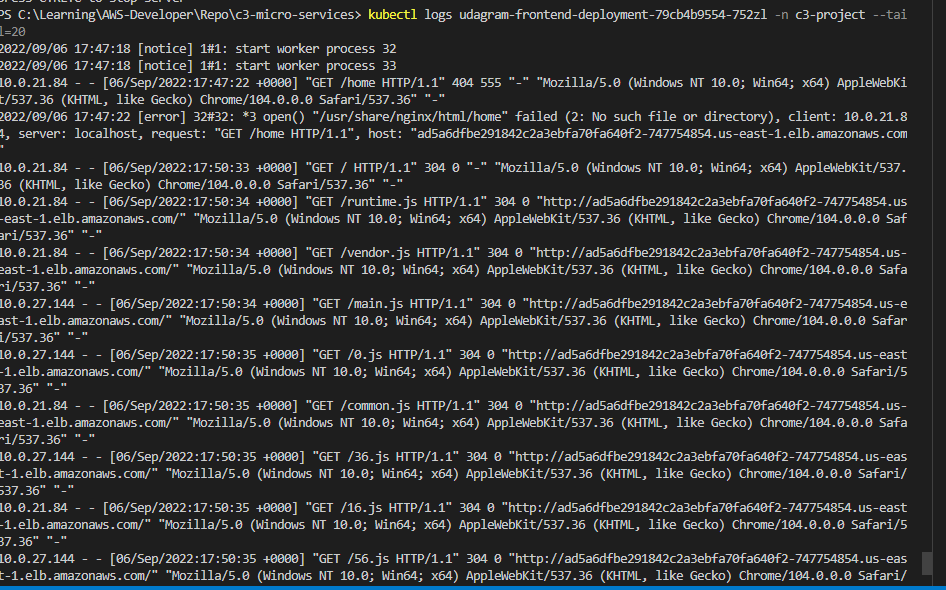 press CTRL+C to stop server
PS C:\Learning\AWS-Developer\Repo\c3-micro-services> kubectl logs udagram-frontend-deployment-79cb4b9554-752zl -n c3-project --tai
l=20
2022/09/06 17:47:18 [notice] 1#1: start worker process 32
2022/09/06 17:47:18 [notice] 1#1: start worker process 33
10.0.21.84 - - [06/Sep/2022:17:47:22 +0000] "GET /home HTTP/1.1" 404 555 "-" "Mozilla/5.0 (Windows NT 10.0; Win64; x64) AppleWebKi
t/537.36 (KHTML, like Gecko) Chrome/104.0.0.0 Safari/537.36" "-"
2022/09/06 17:47:22 [error] 32#32: *3 open() "/usr/share/nginx/html/home" failed (2: No such file or directory), client: 10.0.21.8
4, server: localhost, request: "GET /home HTTP/1.1", host: "ad5a6dfbe291842c2a3ebfa70fa640f2-747754854.us-east-1.elb.amazonaws.com
"
10.0.21.84 - - [06/Sep/2022:17:50:33 +0000] "GET / HTTP/1.1" 304 0 "-" "Mozilla/5.0 (Windows NT 10.0; Win64; x64) AppleWebKit/537.
36 (KHTML, like Gecko) Chrome/104.0.0.0 Safari/537.36" "-"
10.0.21.84 - - [06/Sep/2022:17:50:34 +0000] "GET /runtime.js HTTP/1.1" 304 0 "http://ad5a6dfbe291842c2a3ebfa70fa640f2-747754854.us
-east-1.elb.amazonaws.com/" "Mozilla/5.0 (Windows NT 10.0; Win64; x64) AppleWebKit/537.36 (KHTML, like Gecko) Chrome/104.0.0.0 Saf
ari/537.36" "-"
10.0.21.84 - - [06/Sep/2022:17:50:34 +0000] "GET /vendor.js HTTP/1.1" 304 0 "http://ad5a6dfbe291842c2a3ebfa70fa640f2-747754854.us-
east-1.elb.amazonaws.com/" "Mozilla/5.0 (Windows NT 10.0; Win64; x64) AppleWebKit/537.36 (KHTML, like Gecko) Chrome/104.0.0.0 Safa
ri/537.36" "-"
10.0.27.144 - - [06/Sep/2022:17:50:34 +0000] "GET /main.js HTTP/1.1" 304 0 "http://ad5a6dfbe291842c2a3ebfa70fa640f2-747754854.us-e
ast-1.elb.amazonaws.com/" "Mozilla/5.0 (Windows NT 10.0; Win64; x64) AppleWebKit/537.36 (KHTML, like Gecko) Chrome/104.0.0.0 Safar
i/537.36" "-"
10.0.27.144 - - [06/Sep/2022:17:50:35 +0000] "GET /0.js HTTP/1.1" 304 0 "http://ad5a6dfbe291842c2a3ebfa70fa640f2-747754854.us-east
-1.elb.amazonaws.com/" "Mozilla/5.0 (Windows NT 10.0; Win64; x64) AppleWebKit/537.36 (KHTML, like Gecko) Chrome/104.0.0.0 Safari/5
37.36" "-"
10.0.21.84 - - [06/Sep/2022:17:50:35 +0000] "GET /common.js HTTP/1.1" 304 0 "http://ad5a6dfbe291842c2a3ebfa70fa640f2-747754854.us-
east-1.elb.amazonaws.com/" "Mozilla/5.0 (Windows NT 10.0; Win64; x64) AppleWebKit/537.36 (KHTML, like Gecko) Chrome/104.0.0.0 Safa
ri/537.36" "-"
10.0.27.144 - - [06/Sep/2022:17:50:35 +0000] "GET /36.js HTTP/1.1" 304 0 "http://ad5a6dfbe291842c2a3ebfa70fa640f2-747754854.us-eas
t-1.elb.amazonaws.com/" "Mozilla/5.0 (Windows NT 10.0; Win64; x64) AppleWebKit/537.36 (KHTML, like Gecko) Chrome/104.0.0.0 Safari/
537.36" "-"
10.0.21.84 - - [06/Sep/2022:17:50:35 +0000] "GET /16.js HTTP/1.1" 304 0 "http://ad5a6dfbe291842c2a3ebfa70fa640f2-747754854.us-east
-1.elb.amazonaws.com/" "Mozilla/5.0 (Windows NT 10.0; Win64; x64) AppleWebKit/537.36 (KHTML, like Gecko) Chrome/104.0.0.0 Safari/5
37.36" "-"
10.0.27.144 - - [06/Sep/2022:17:50:35 +0000] "GET /56.js HTTP/1.1" 304 0 "http://ad5a6dfbe291842c2a3ebfa70fa640f2-747754854.us-eas
t-1.elb.amazonaws.com/" "Mozilla/5.0 (Windows NT 10.0; Win64; x64) AppleWebKit/537.36 (KHTML, like Gecko) Chrome/104.0.0.0 Safari/